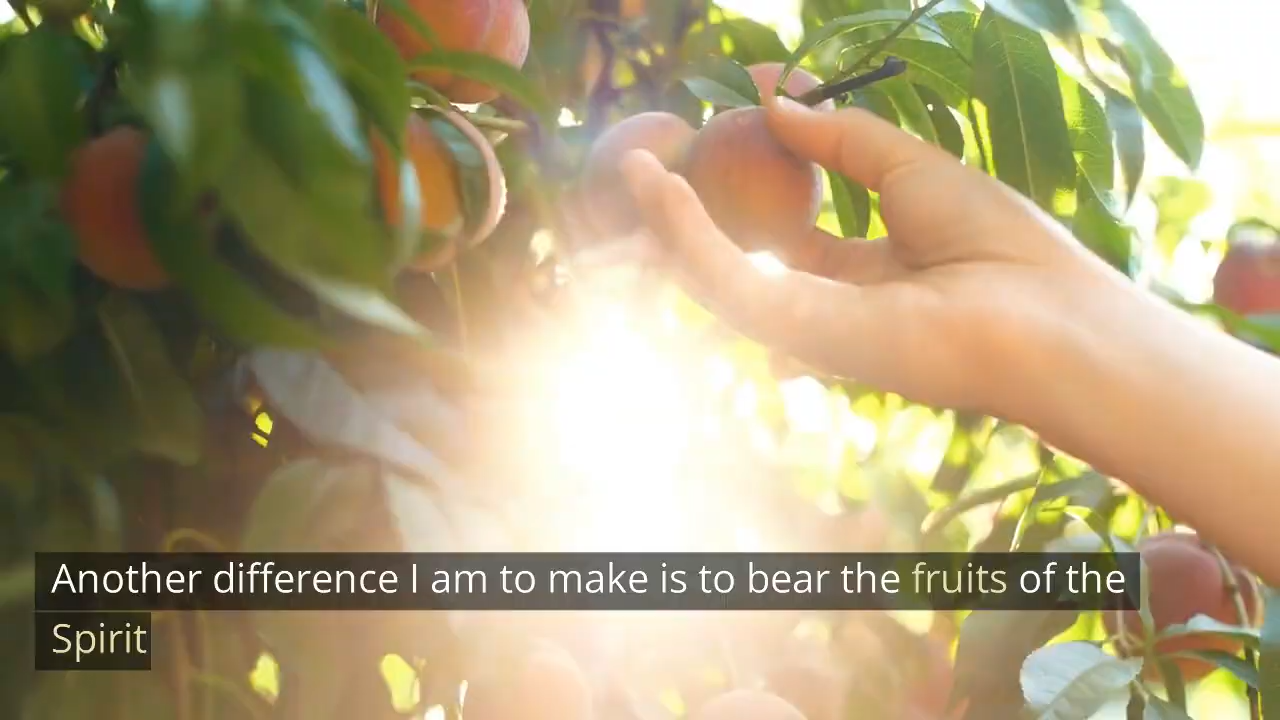 Another difference I am to make is to bear the fruits of the
Spirit